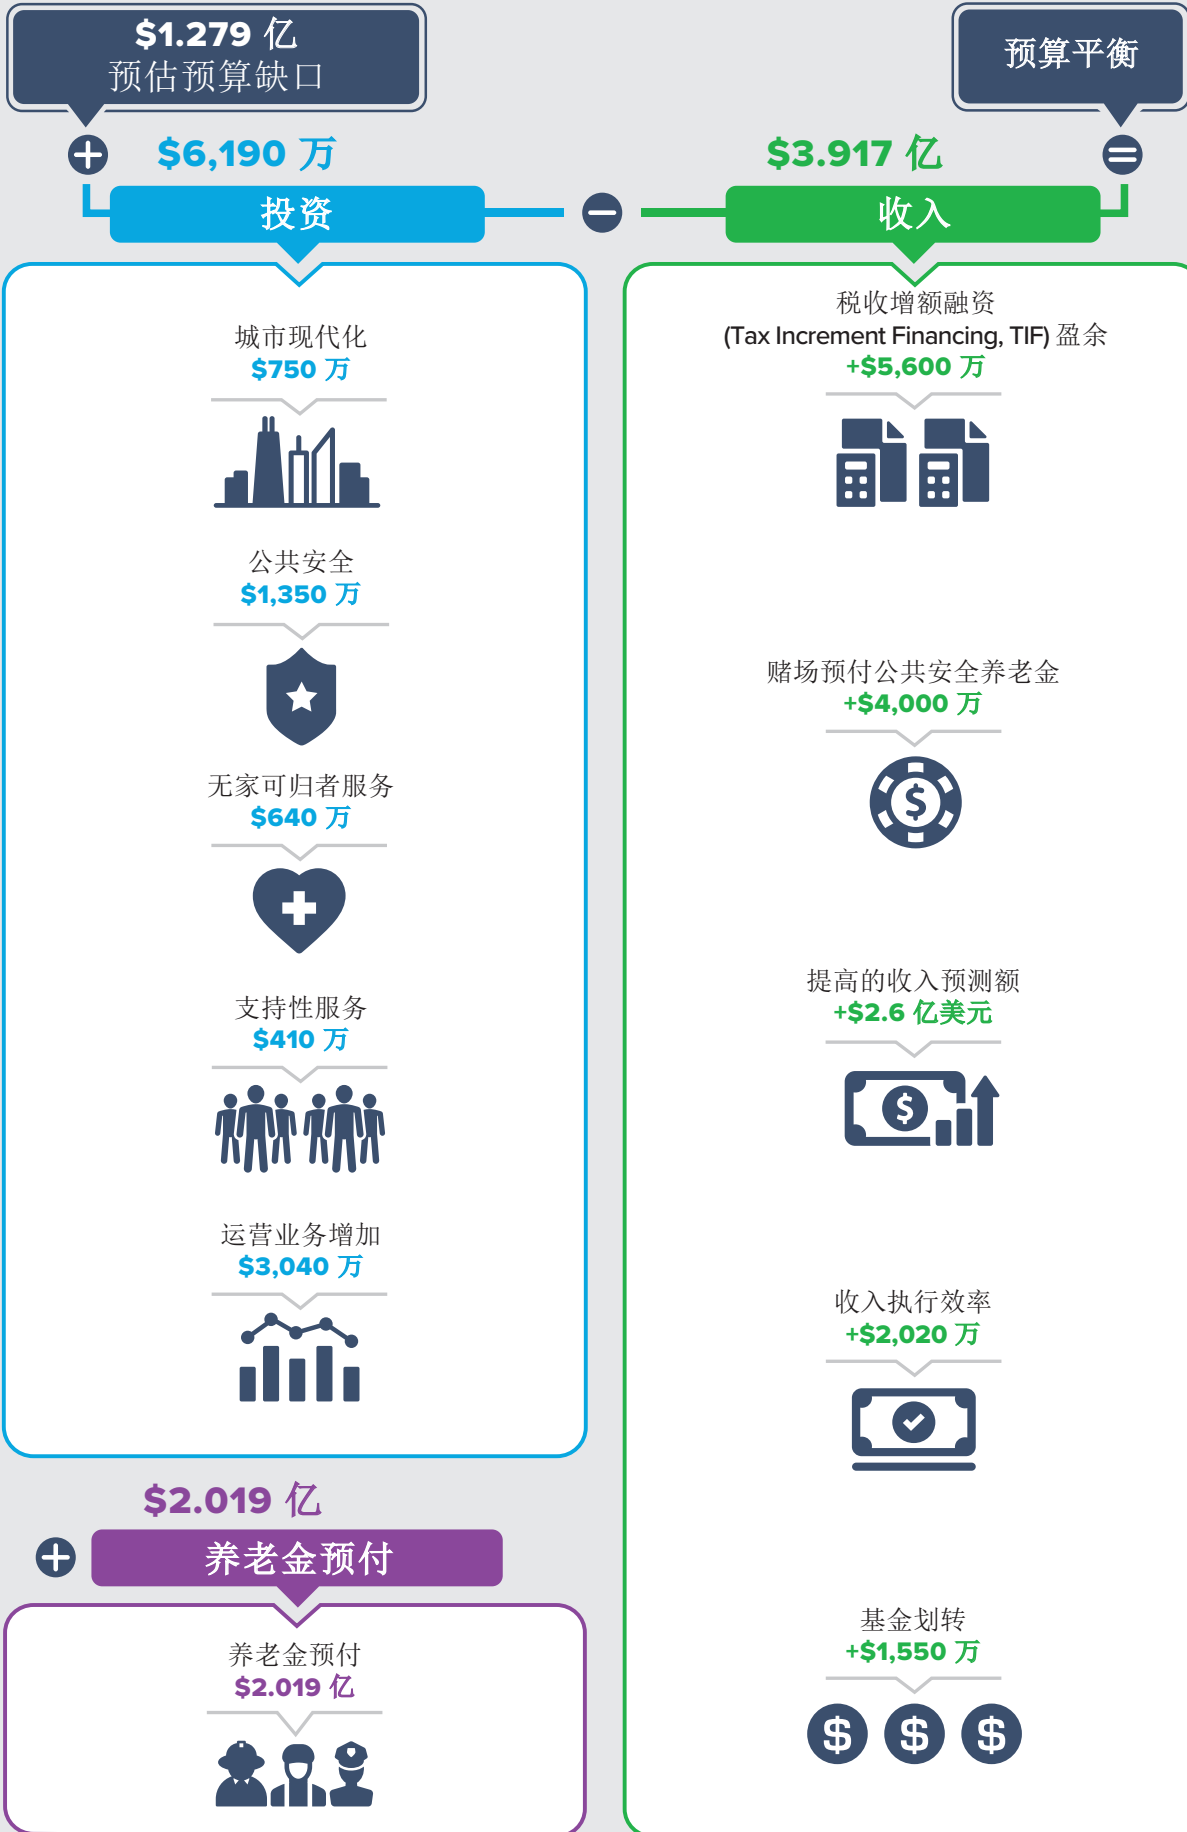 $1.279 亿
预估预算缺口
预算平衡
$6,190 万
投资
$3.917 亿
收入
城市现代化
$750 万
公共安全
$1,350 万
无家可归者服务
$640 万
支持性服务
$410 万
运营业务增加
$3,040 万
$2.019 亿
养老金预付
养老金预付
$2.019 亿
税收增额融资
(Tax Increment Financing, TIF) 盈余
+$5,600 万
赌场预付公共安全养老金
+$4,000 万
提高的收入预测额
+$2.6 亿美元
收入执行效率
+$2,020 万
基金划转
+$1,550 万